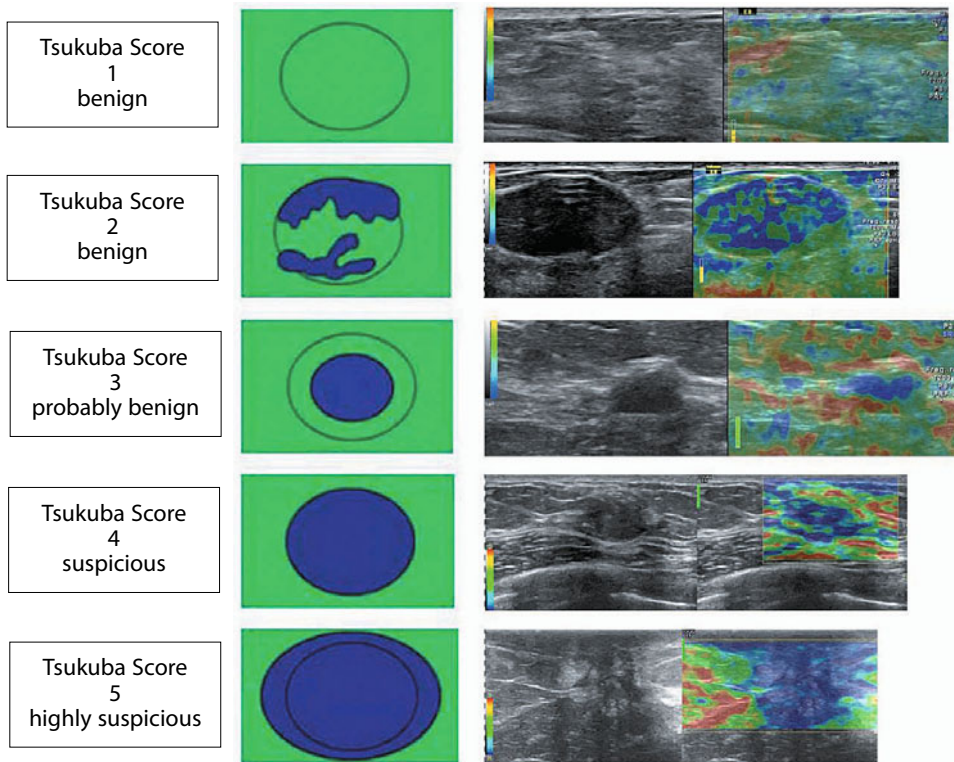 Tsukuba Score
1
benign
Tsukuba Score
2
benign
Tsukuba Score
3
probably benign
Tsukuba Score
4
suspicious
Tsukuba Score
5
highly suspicious